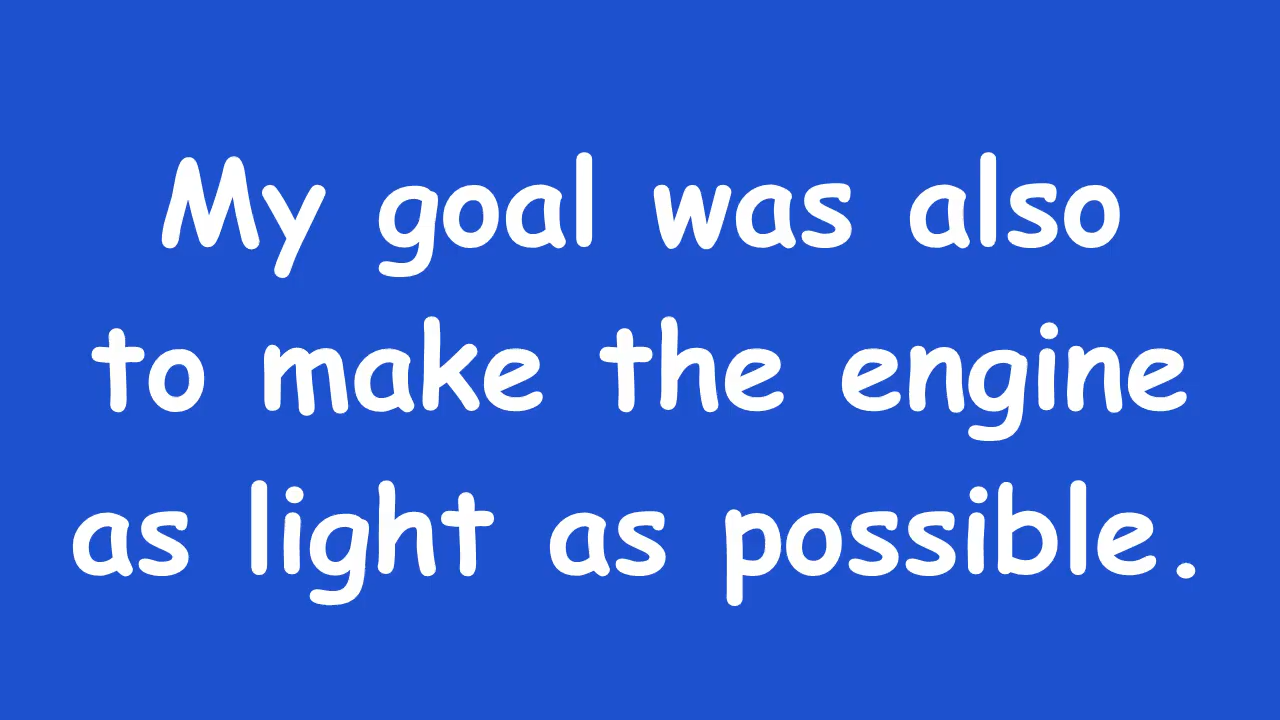 My goal was also
to make the engine
as light as possible.